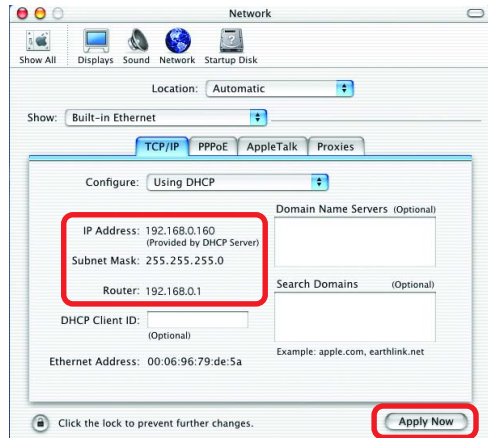 Network
Show All Displays Sound Network Startup Disk
Location: Automatic
Show: Built-in Ethernet
TCP/IP PPPoE AppleTalk Proxies
Configure: Using DHCP
Domain Name Servers (Optional)
IP Address: 192.168.0.160
(Provided by DHCP Server)
Subnet Mask: 255.255.255.0
Router: 192.168.0.1
Search Domains (Optional)
DHCP Client ID:
(Optional)
Example: apple.com, earthlink.net
Ethernet Address: 00:06:96:79:de:5a
Click the lock to prevent further changes.
Apply Now